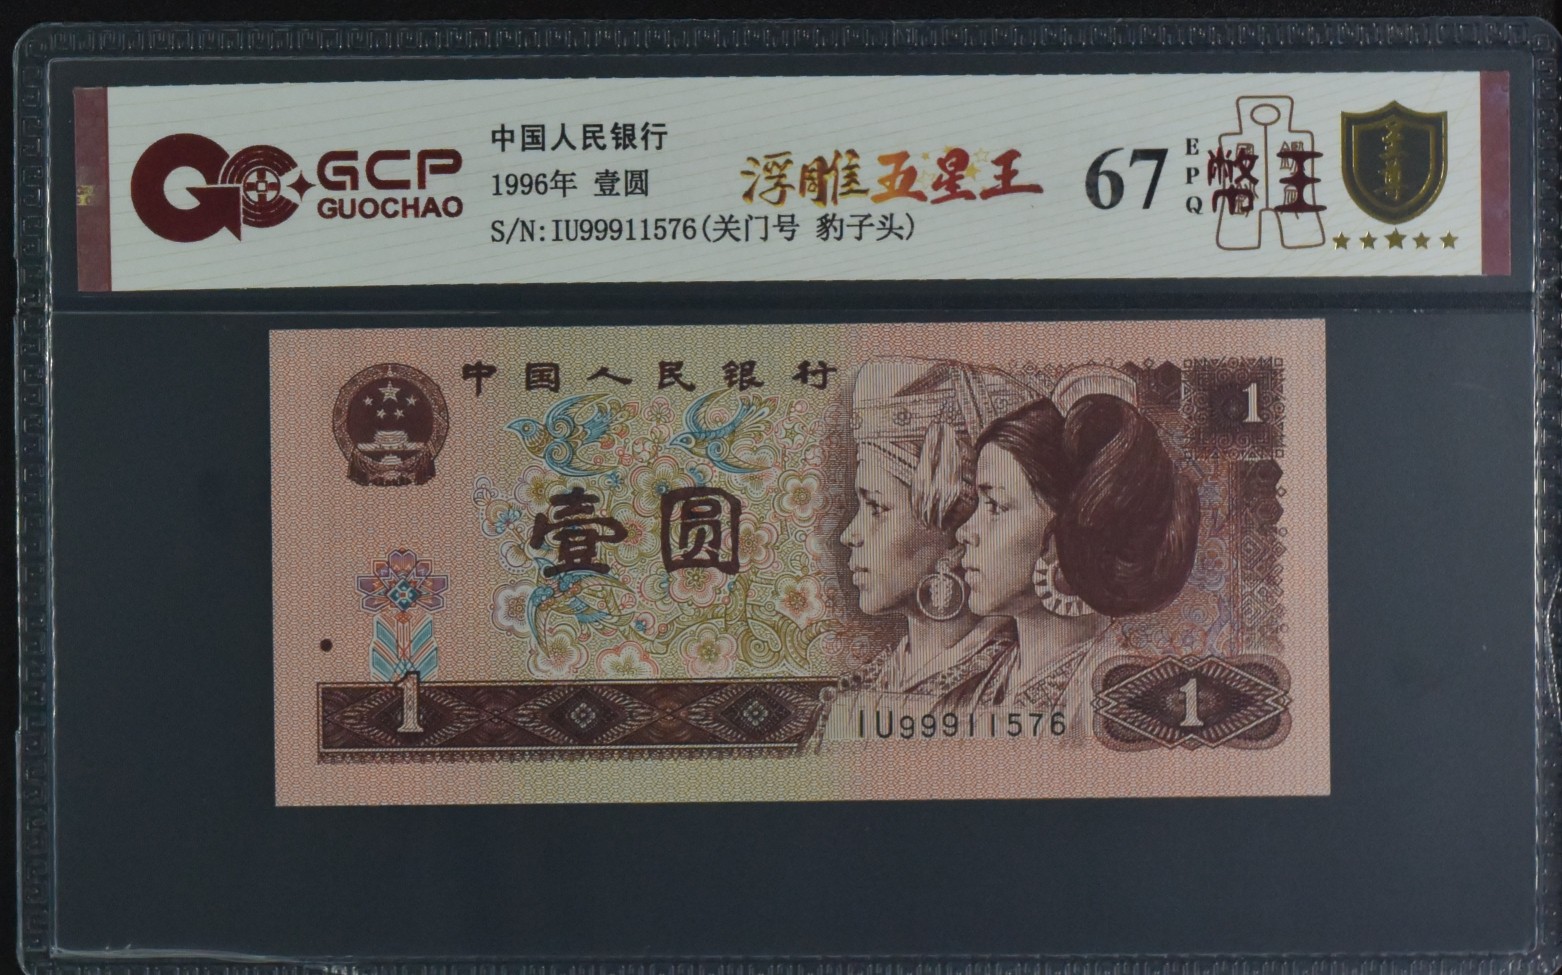 GCP
GUOCHAO
中国人民银行
1996年 壹圆
S/N:IU99911576(关门号 豹子头)
浮雕五星王
67
EPQ
至尊
中国人民银行
壹圆
1
1
1
IU99911576